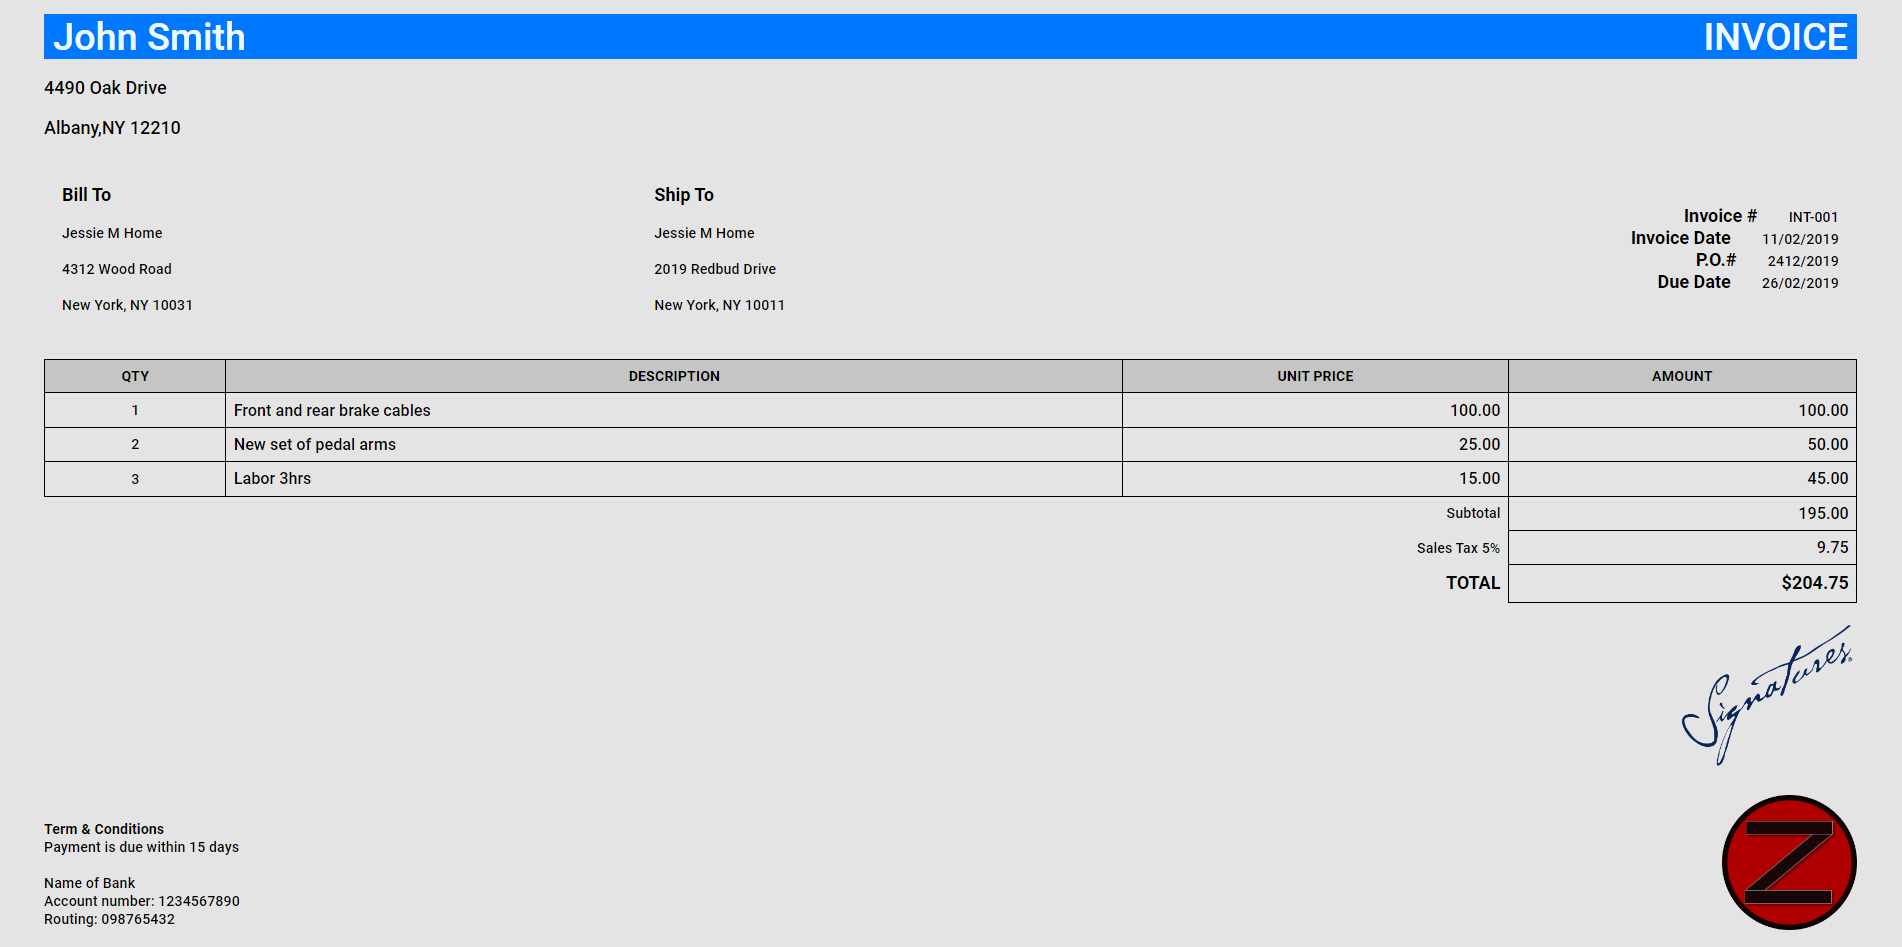 John Smith INVOICE
4490 Oak Drive
Albany,NY 12210
Bill To
Jessie M Home
4312 Wood Road
New York, NY 10031
Ship To
Jessie M Home
2019 Redbud Drive
New York, NY 10011
Invoice # INT-001
Invoice Date 11/02/2019
P.O.# 2412/2019
Due Date 26/02/2019
QTY DESCRIPTION UNIT PRICE AMOUNT
1 Front and rear brake cables 100.00 100.00
2 New set of pedal arms 25.00 50.00
3 Labor 3hrs 15.00 45.00
Subtotal 195.00
Sales Tax 5% 9.75
TOTAL $204.75
Signatures®
Term & Conditions
Payment is due within 15 days
Name of Bank
Account number: 1234567890
Routing: 098765432
Z